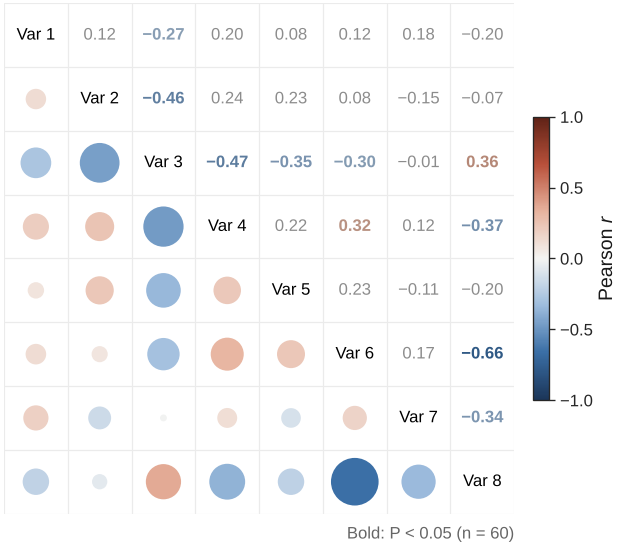 Var 1 0.12 −0.27 0.20 0.08 0.12 0.18 −0.20
Var 2 −0.46 0.24 0.23 0.08 −0.15 −0.07
Var 3 −0.47 −0.35 −0.30 −0.01 0.36
Var 4 0.22 0.32 0.12 −0.37
Var 5 0.23 −0.11 −0.20
Var 6 0.17 −0.66
Var 7 −0.34
Var 8
1.0
0.5
0.0
−0.5
−1.0
Pearson r
Bold: P < 0.05 (n = 60)